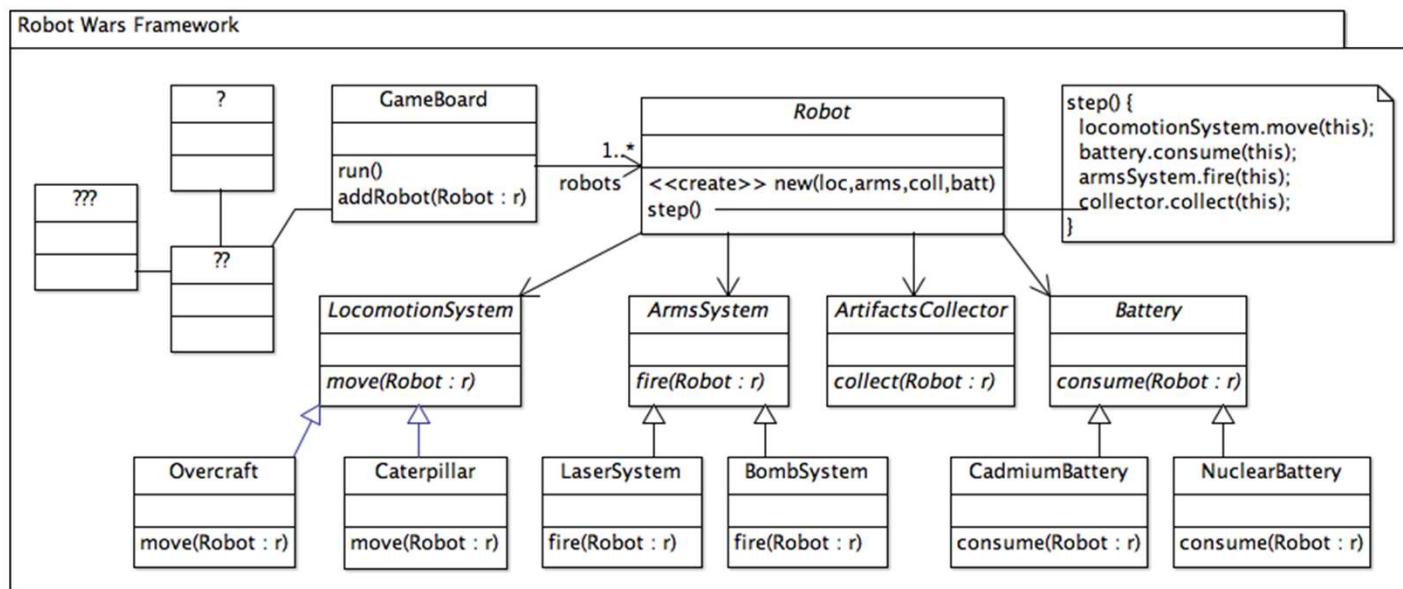 Robot Wars Framework
?
GameBoard
run()
addRobot(Robot : r)
1..*
robots
Robot
<<create>> new(loc,arms,coll,batt)
step()
step() {
locomotionSystem.move(this);
battery.consume(this);
armsSystem.fire(this);
collector.collect(this);
}
???
??
LocomotionSystem
move(Robot : r)
ArmsSystem
fire(Robot : r)
ArtifactsCollector
collect(Robot : r)
Battery
consume(Robot : r)
Overcraft
move(Robot : r)
Caterpillar
move(Robot : r)
LaserSystem
fire(Robot : r)
BombSystem
fire(Robot : r)
CadmiumBattery
consume(Robot : r)
NuclearBattery
consume(Robot : r)